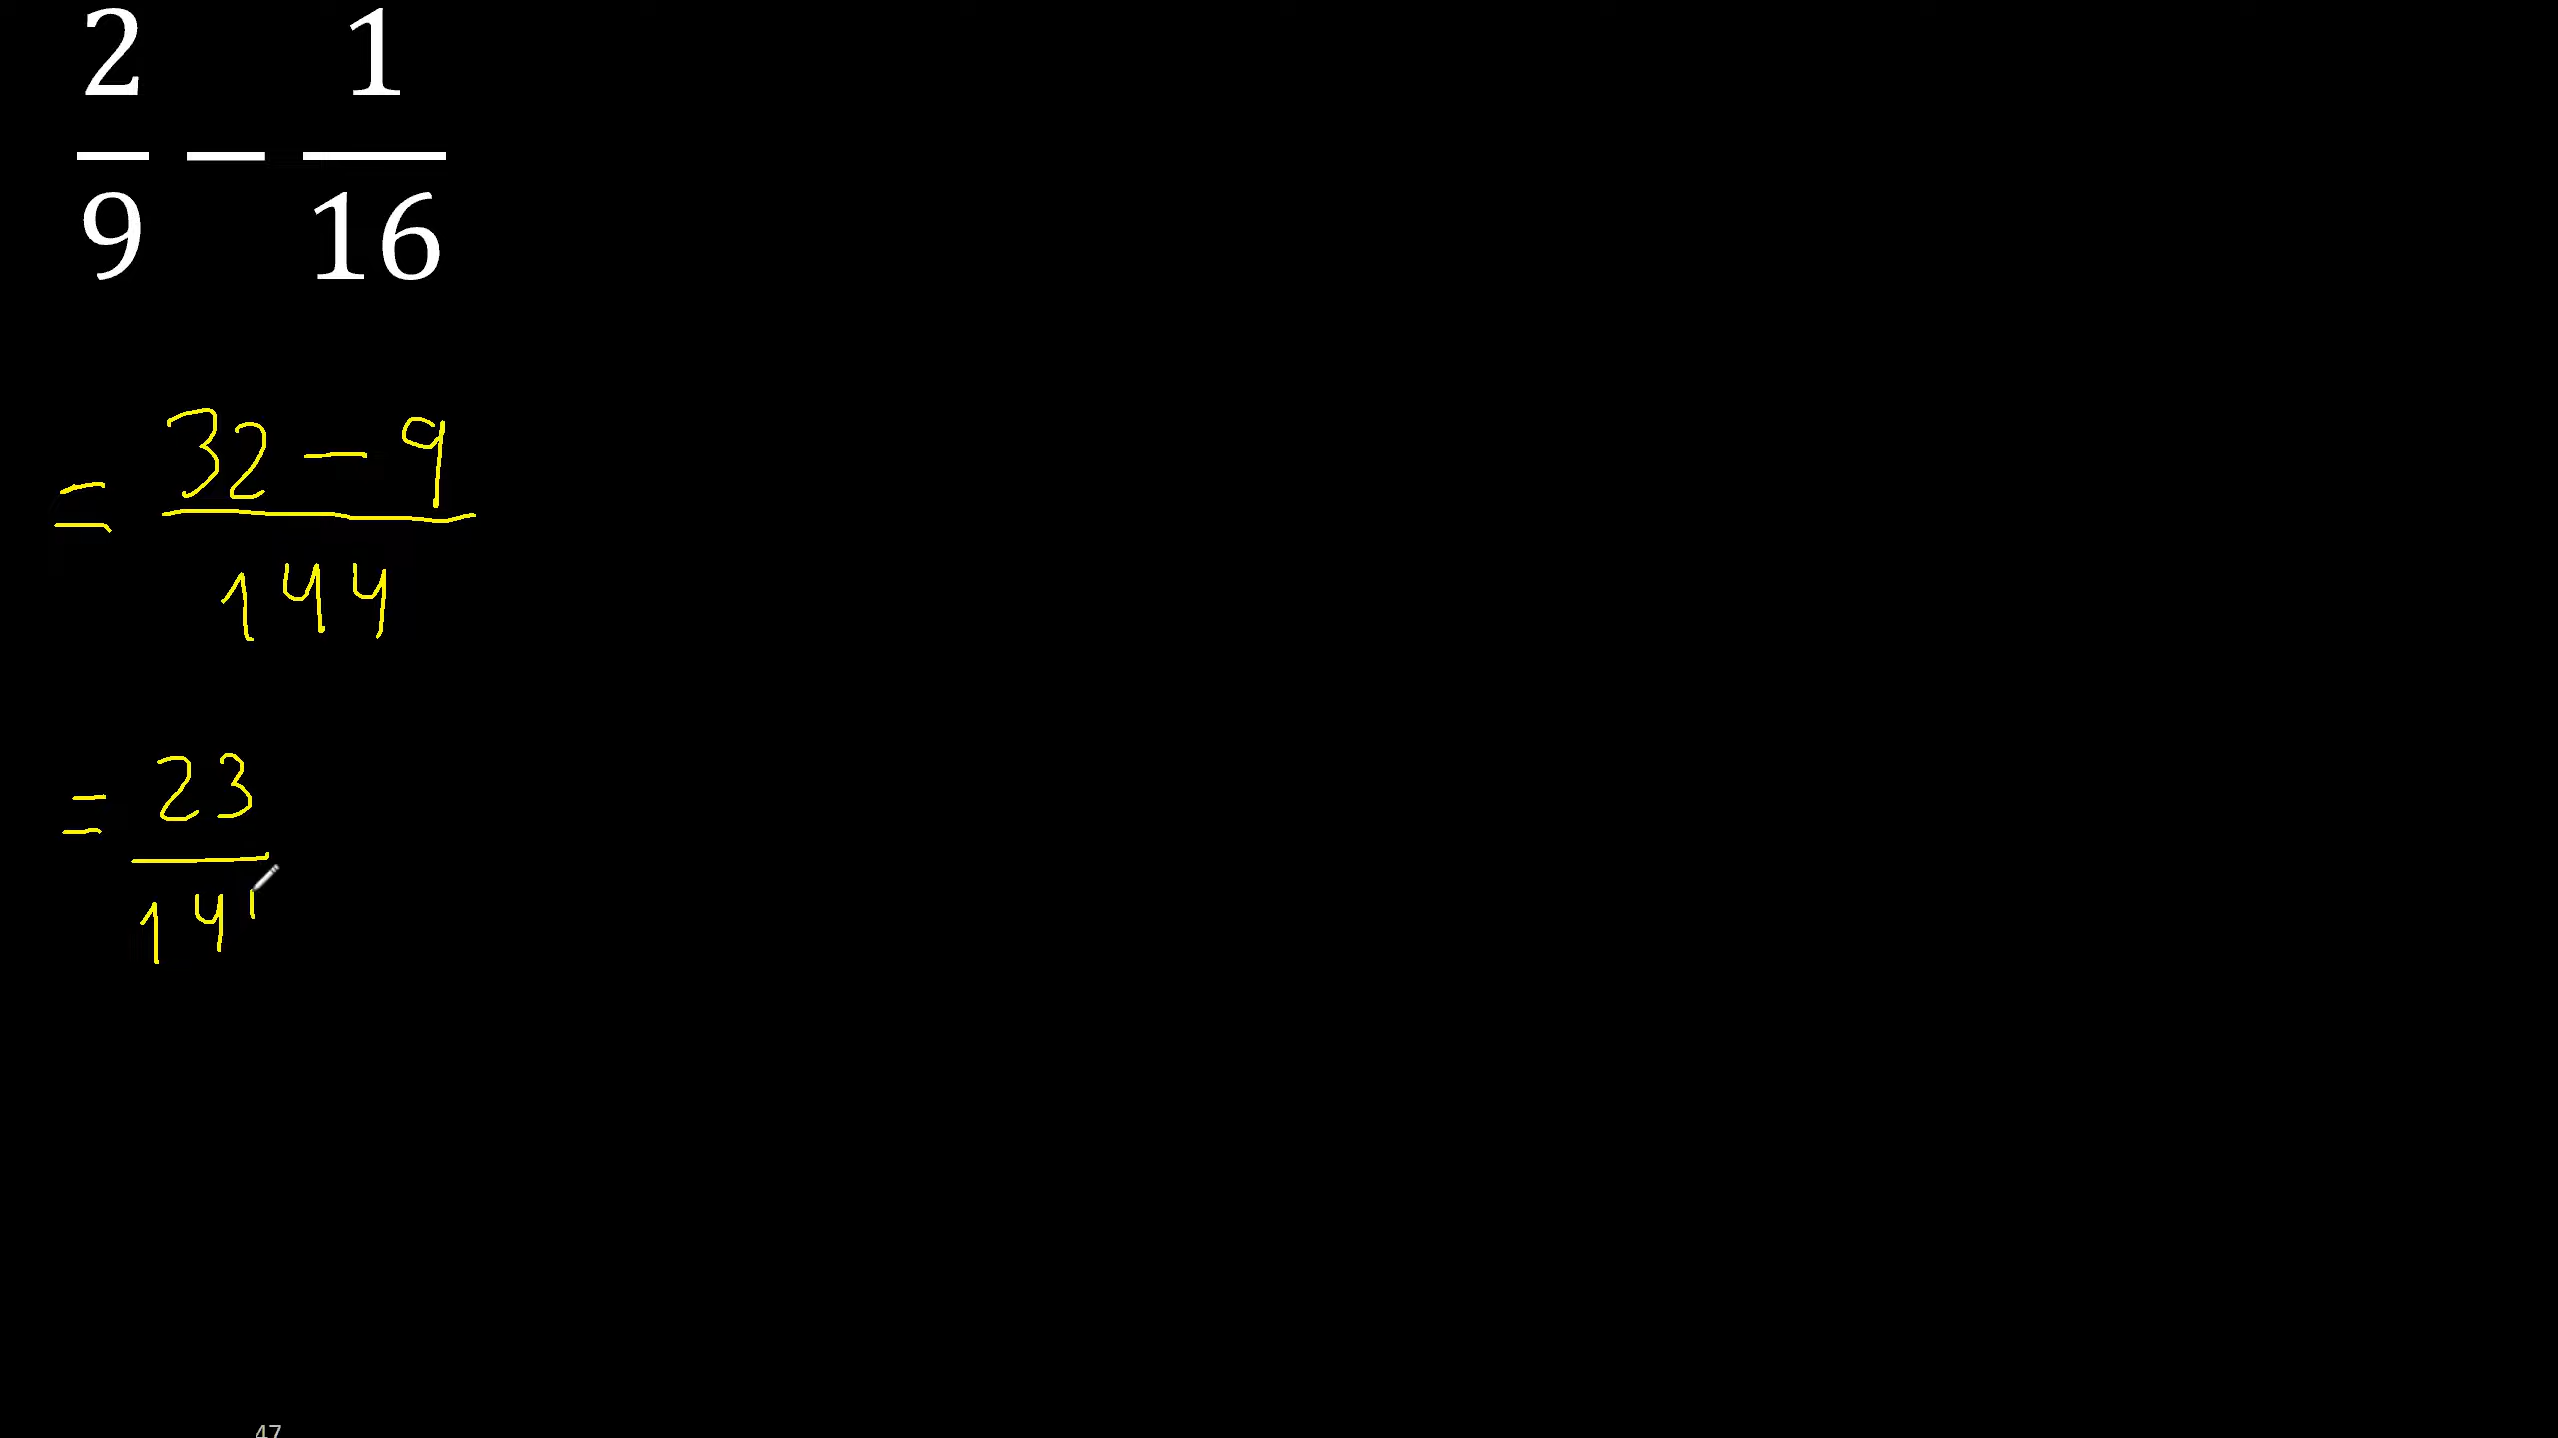 2/9 − 1/16
= 32 − 9 / 144
= 23 / 14
47